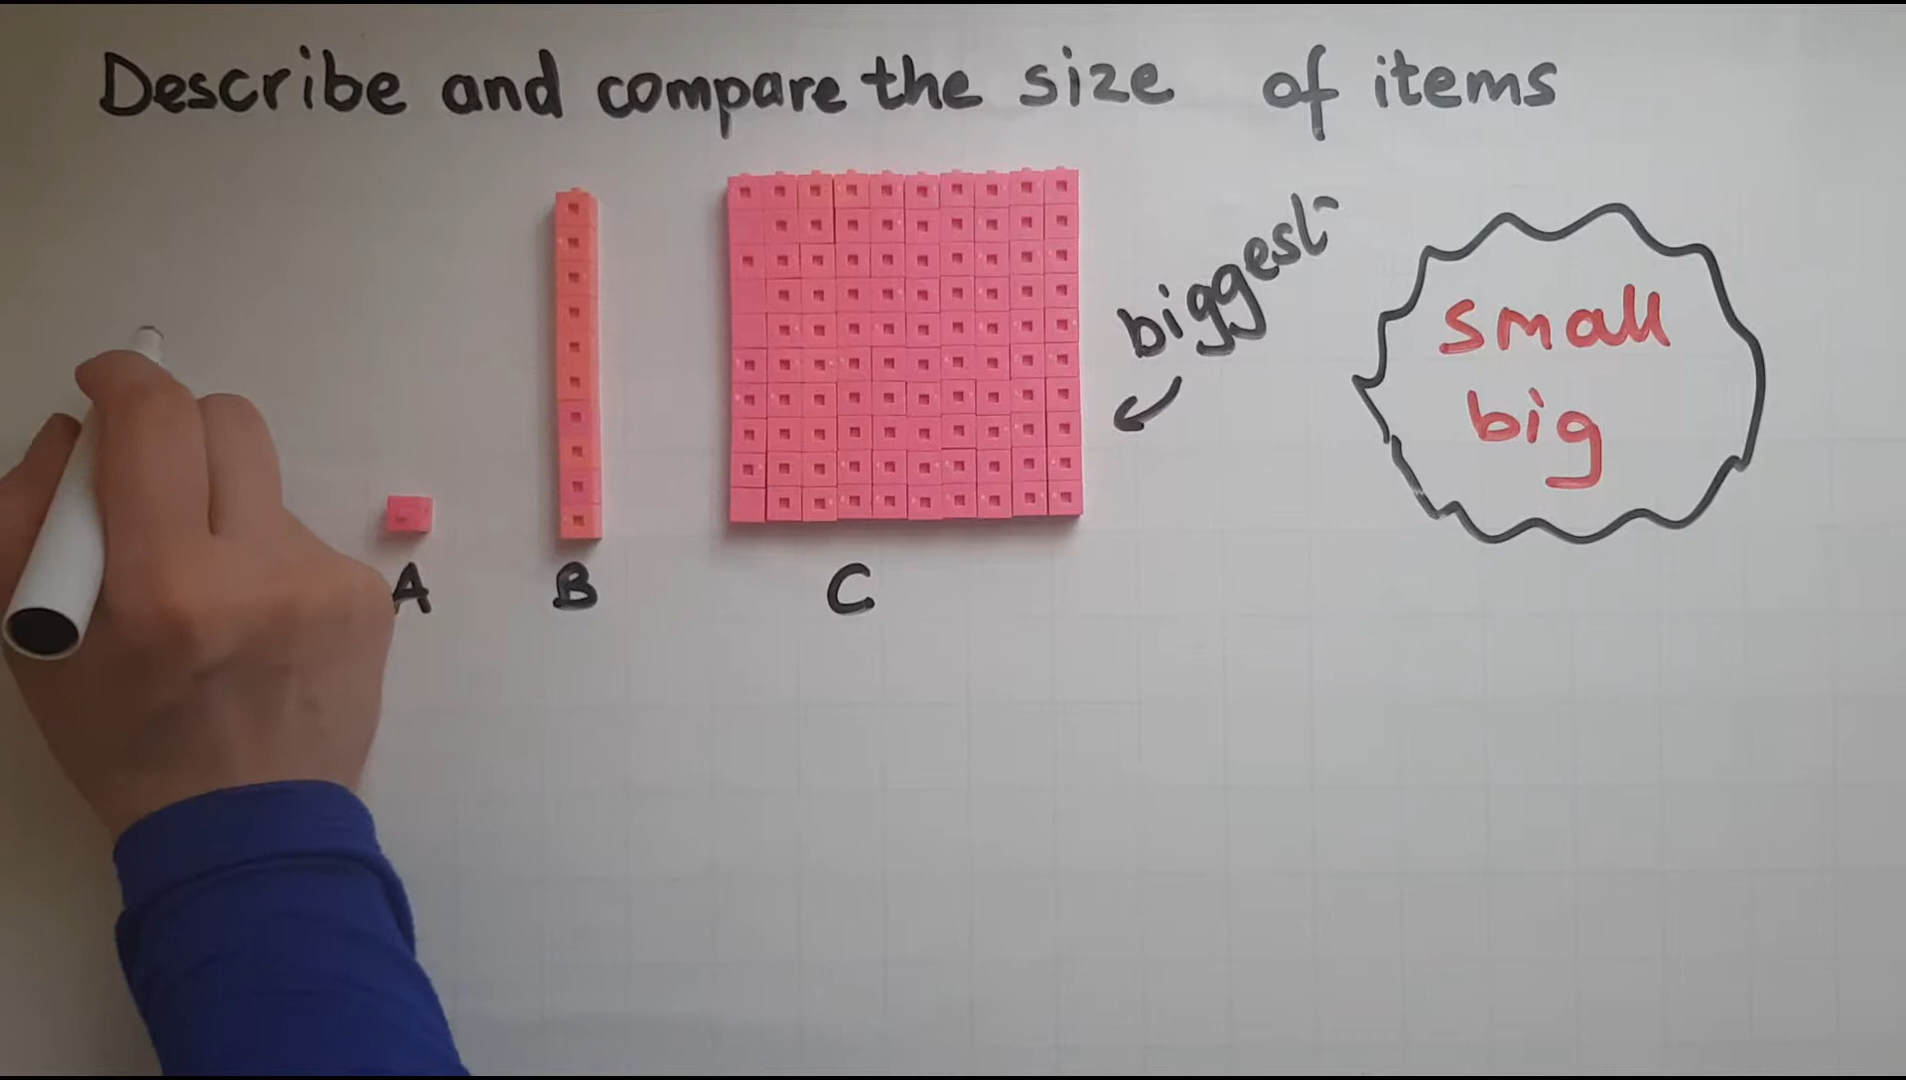 Describe and compare the size of items
biggest
small
big
A
B
C